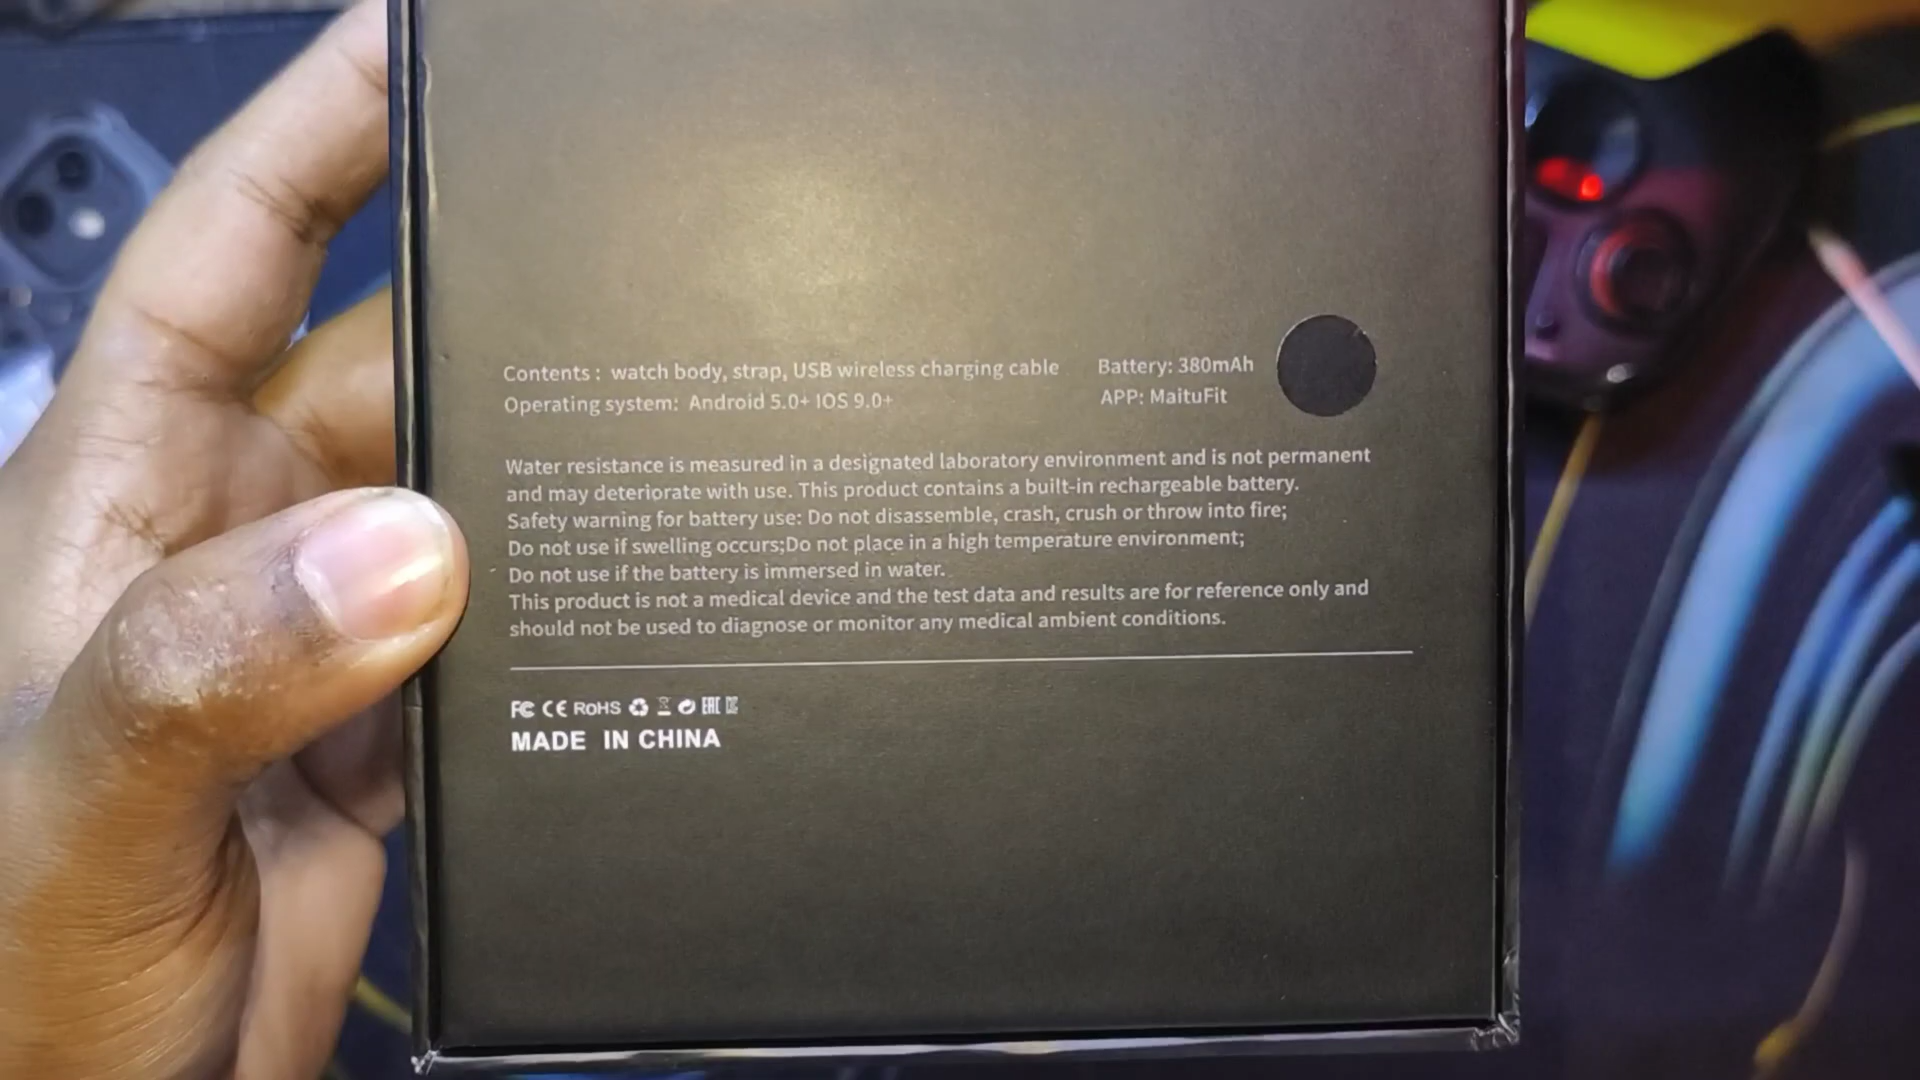 Contents : watch body, strap, USB wireless charging cable Battery: 380mAh
Operating system: Android 5.0+ IOS 9.0+ APP: MaituFit
Water resistance is measured in a designated laboratory environment and is not permanent
and may deteriorate with use. This product contains a built-in rechargeable battery.
Safety warning for battery use: Do not disassemble, crash, crush or throw into fire;
Do not use if swelling occurs;Do not place in a high temperature environment;
Do not use if the battery is immersed in water.
This product is not a medical device and the test data and results are for reference only and
should not be used to diagnose or monitor any medical ambient conditions.
FC CE RoHS EAC
MADE IN CHINA